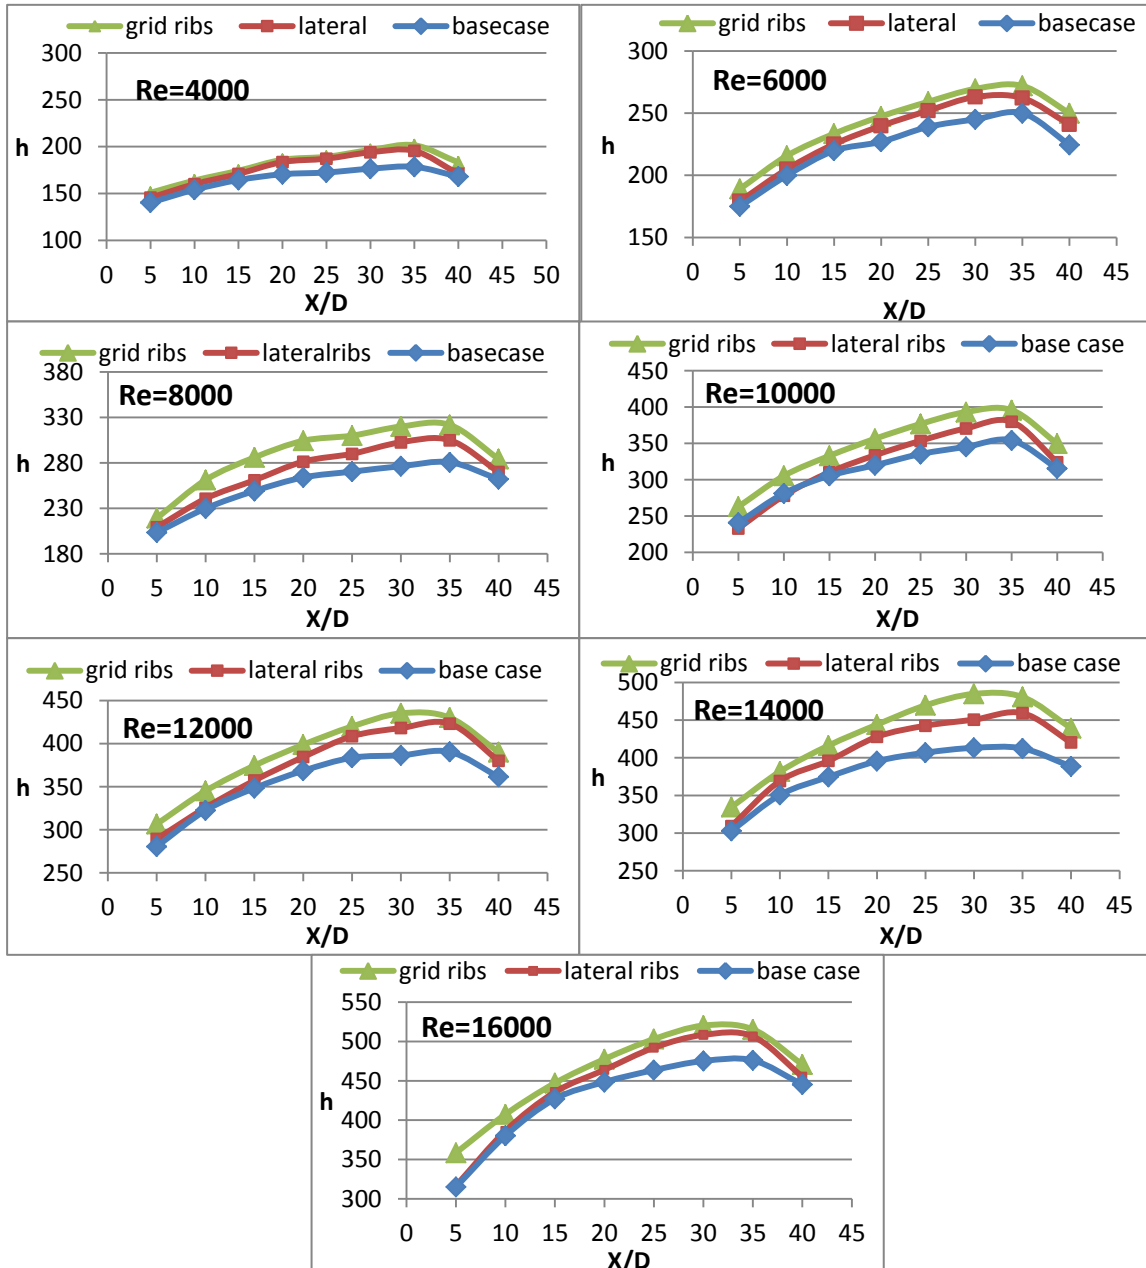 grid ribs lateral basecase
300
Re=4000
250
200
h
150
100
0 5 10 15 20 25 30 35 40 50
X/D
grid ribs lateral basecase
300
Re=6000
250
h
200
150
0 5 10 15 20 25 30 35 40 45
X/D
grid ribs lateralribs basecase
380
Re=8000
330
280
h
230
180
0 5 10 15 20 25 30 35 40 45
X/D
grid ribs lateral ribs base case
450
Re=10000
400
350
h
300
250
200
0 5 10 15 20 25 30 35 40 45
X/D
grid ribs lateral ribs base case
450
Re=12000
400
350
h
300
250
0 5 10 15 20 25 30 35 40 45
X/D
grid ribs lateral ribs base case
500
Re=14000
450
400
h
350
300
250
0 5 10 15 20 25 30 35 40 45
X/D
grid ribs lateral ribs base case
550
Re=16000
500
450
h
400
350
300
0 5 10 15 20 25 30 35 40 45
X/D